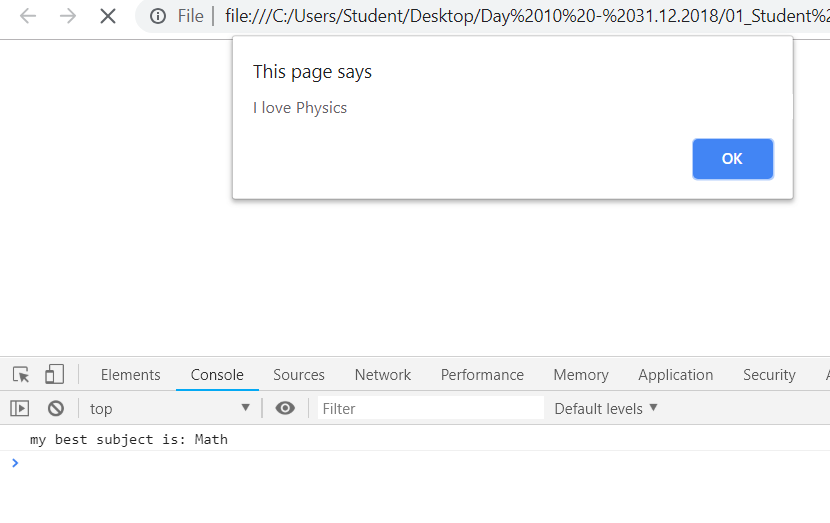 File | file:///C:/Users/Student/Desktop/Day%2010%20-%2031.12.2018/01_Student%2
This page says
I love Physics
OK
Elements Console Sources Network Performance Memory Application Security
top Filter Default levels
my best subject is: Math